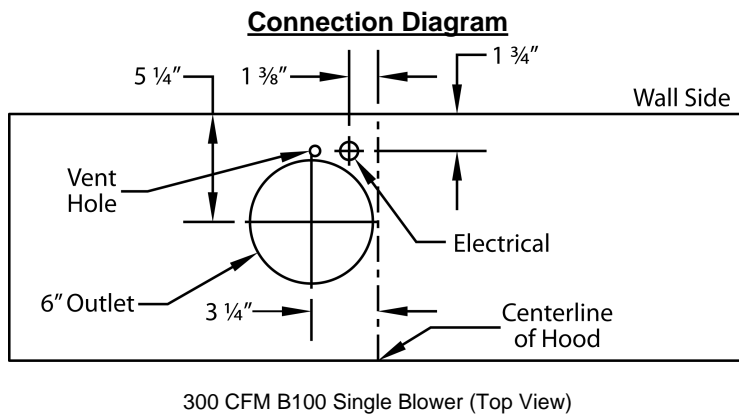 Connection Diagram
5 ¼”
1 ⅜”
1 ¾”
Wall Side
Vent
Hole
Electrical
6” Outlet
3 ¼”
Centerline
of Hood
300 CFM B100 Single Blower (Top View)